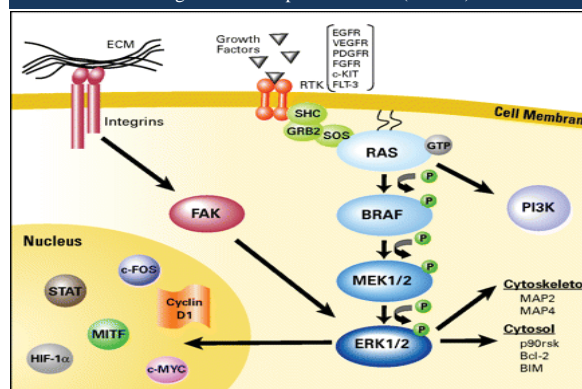 ECM
Growth
Factors
EGFR
VEGFR
PDGFR
FGFR
c-KIT
FLT-3
RTK
Integrins
SHC
GRB2
SOS
Cell Membran
RAS
GTP
P
FAK
BRAF
P
PI3K
Nucleus
P
c-FOS
STAT
Cyclin
D1
MEK1/2
P
P
Cytoskeleto
MAP2
MAP4
MITF
ERK1/2
P
Cytosol
p90rsk
Bcl-2
BIM
HIF-1α
c-MYC